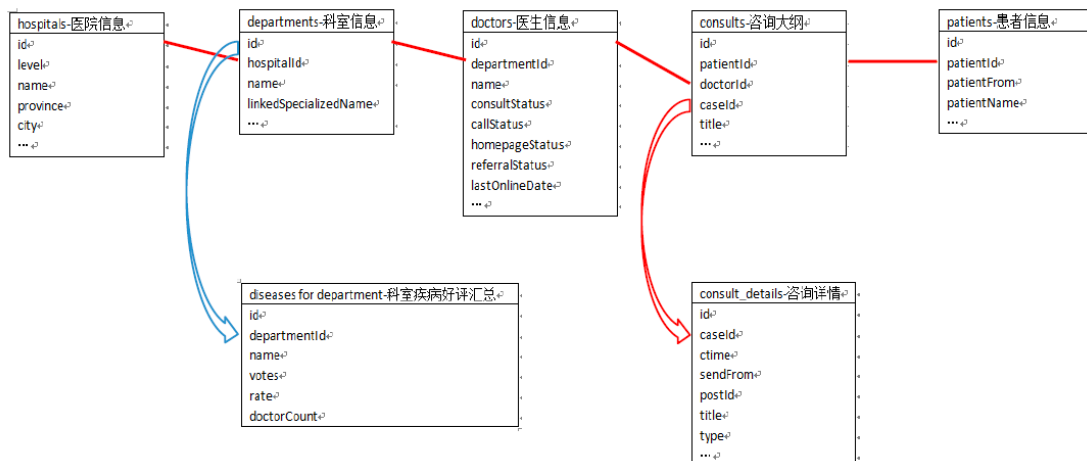 hospitals-医院信息
id
level
name
province
city
...
departments-科室信息
id
hospitalId
name
linkedSpecializedName
...
doctors-医生信息
id
departmentId
name
consultStatus
callStatus
homepageStatus
referralStatus
lastOnlineDate
...
consults-咨询大纲
id
patientId
doctorId
caseId
title
...
patients-患者信息
id
patientId
patientFrom
patientName
...
diseases for department-科室疾病好评汇总
id
departmentId
name
votes
rate
doctorCount
consult_details-咨询详情
id
caseId
ctime
sendFrom
postId
title
type
...